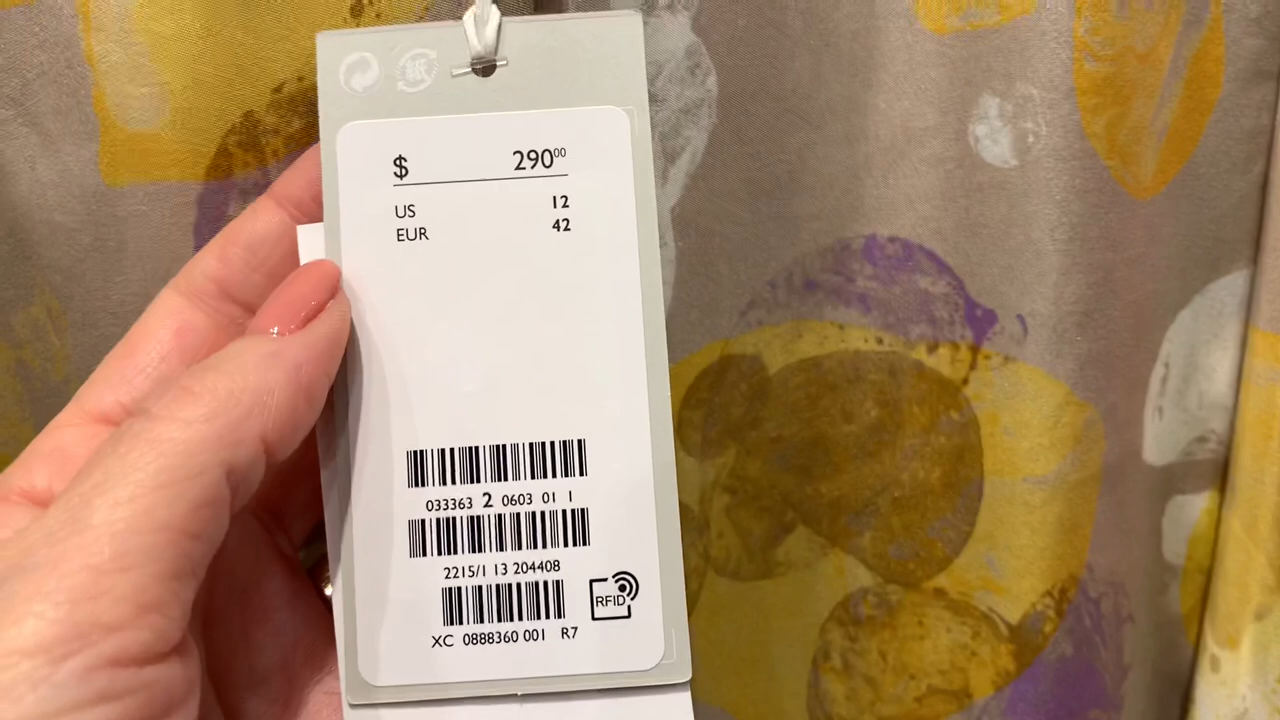 $ 290⁰⁰
US 12
EUR 42
033363 2 0603 01 1
2215/1 13 204408
RFID
XC 0888360 001 R7